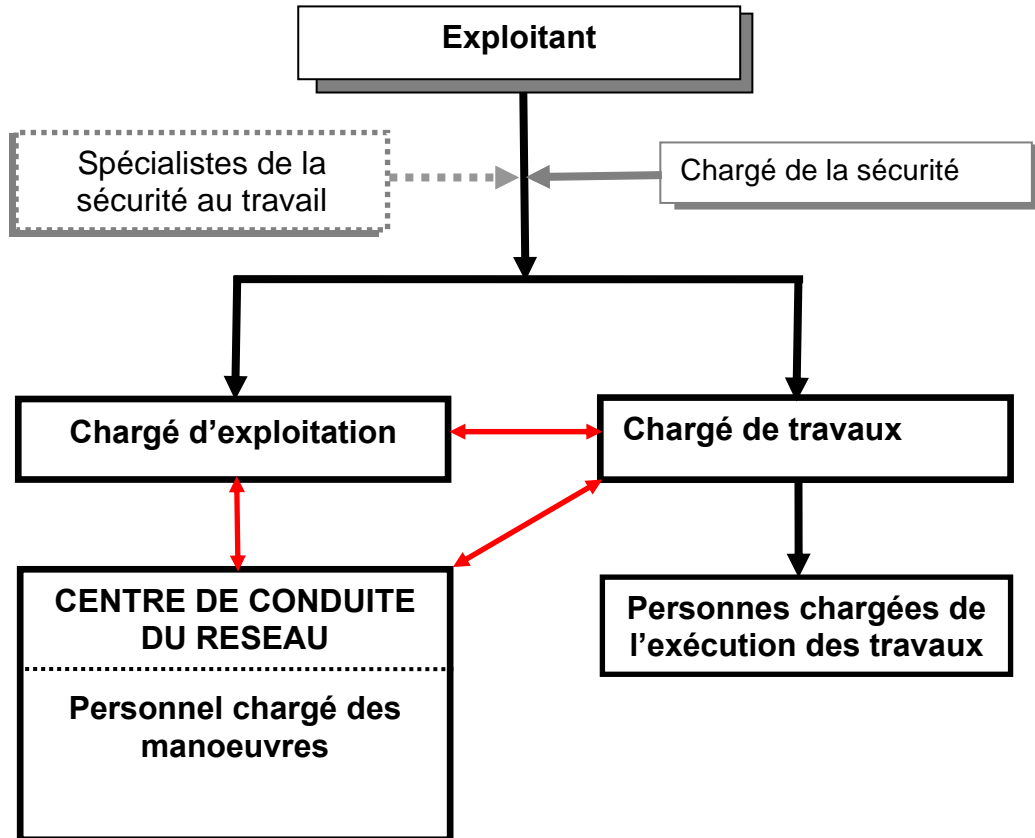 Exploitant
Spécialistes de la
sécurité au travail
Chargé de la sécurité
Chargé d’exploitation
Chargé de travaux
CENTRE DE CONDUITE
DU RESEAU
Personnel chargé des
manoeuvres
Personnes chargées de
l’exécution des travaux